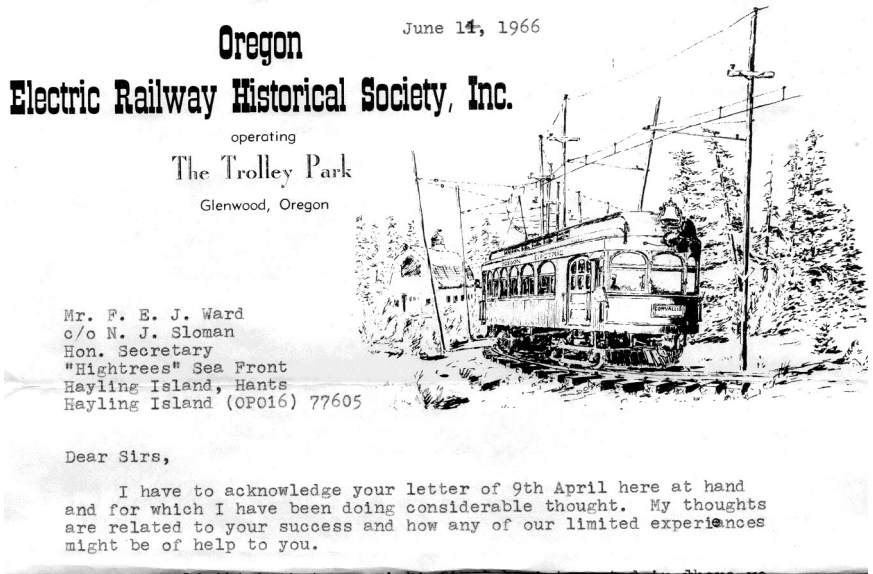 June 11, 1966
Oregon
Electric Railway Historical Society, Inc.
operating
The Trolley Park
Glenwood, Oregon
CORVALLIS
Mr. F. E. J. Ward
c/o N. J. Sloman
Hon. Secretary
"Hightrees" Sea Front
Hayling Island, Hants
Hayling Island (OPO16) 77605
Dear Sirs,
I have to acknowledge your letter of 9th April here at hand
and for which I have been doing considerable thought. My thoughts
are related to your success and how any of our limited experiences
might be of help to you.